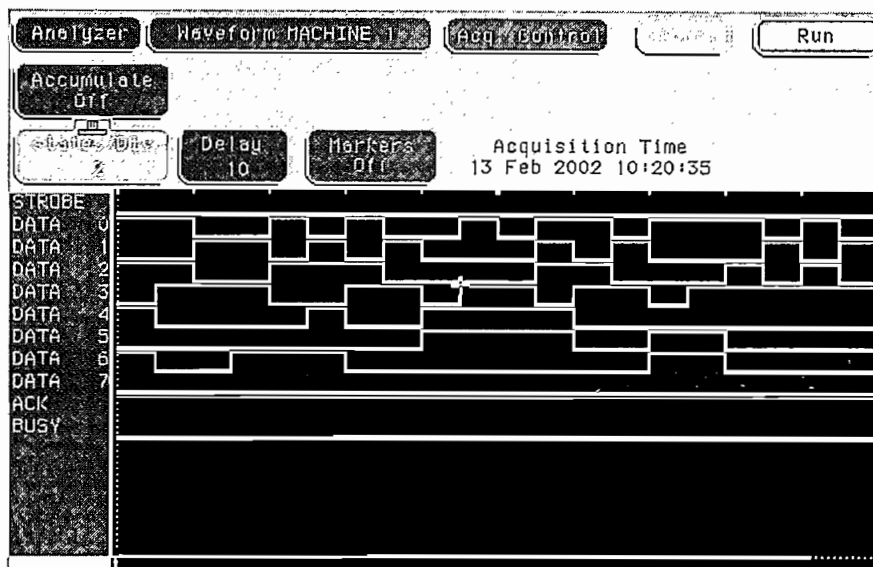 Analyzer Waveform MACHINE 1 Acq. Control Run
Accumulate
Off
Delay
10
Markers
Off
Acquisition Time
13 Feb 2002 10:20:35
STROBE
DATA 0
DATA 1
DATA 2
DATA 3
DATA 4
DATA 5
DATA 6
DATA 7
ACK
BUSY